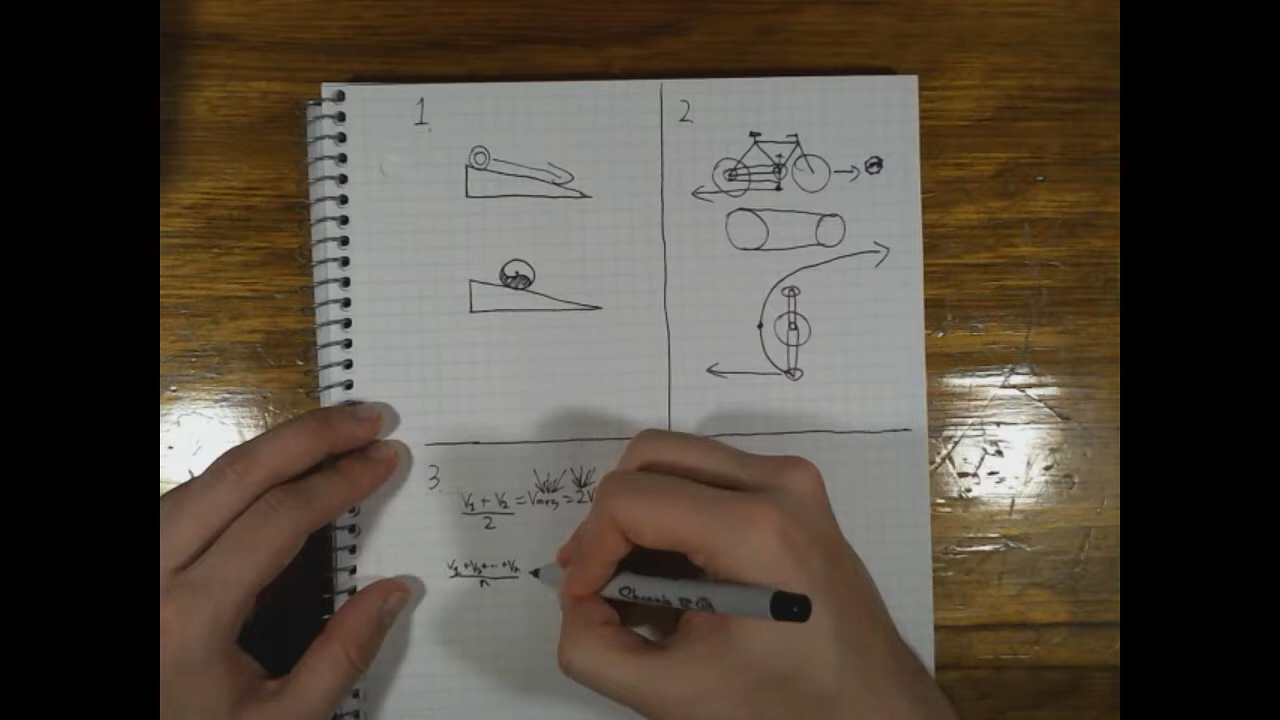 1
2
3
V1 + V2 = Vavg = 2V
2
V1 + V2 + ... + Vn
n